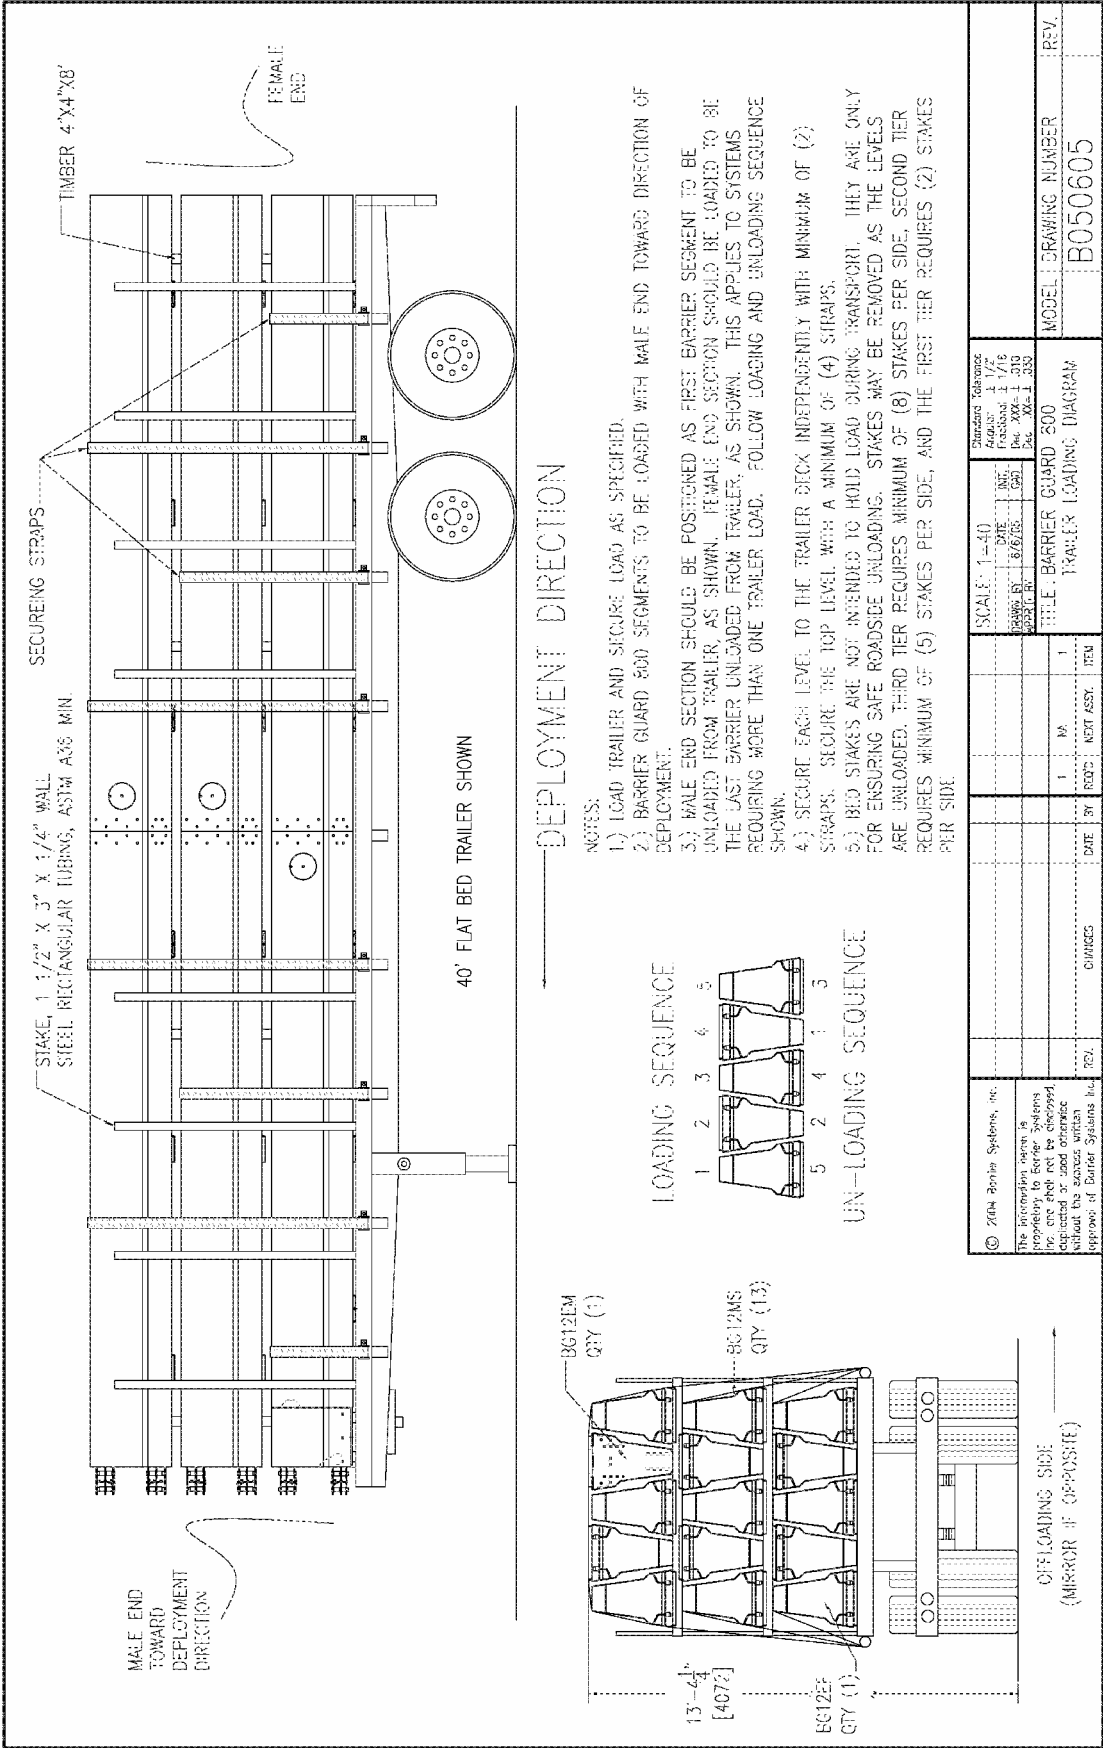 SECUREING STRAPS
TIMBER 4"X4"X8'
STAKE, 1 1/2" X 3" X 1/4" WALL
STEEL RECTANGULAR TUBING, ASTM A36 MIN.
FEMALE
END
MALE END
TOWARD
DEPLOYMENT
DIRECTION
40' FLAT BED TRAILER SHOWN
DEPLOYMENT DIRECTION
NOTES:
1.) LOAD TRAILER AND SECURE LOAD AS SPECIFIED.
2.) BARRIER GUARD 800 SEGMENTS TO BE LOADED WITH MALE END TOWARD DIRECTION OF
DEPLOYMENT.
3.) MALE END SECTION SHOULD BE POSITIONED AS FIRST BARRIER SEGMENT TO BE
UNLOADED FROM TRAILER, AS SHOWN. FEMALE END SECTION SHOULD BE LOADED TO BE
THE LAST BARRIER UNLOADED FROM TRAILER, AS SHOWN. THIS APPLIES TO SYSTEMS
REQUIRING MORE THAN ONE TRAILER LOAD. FOLLOW LOADING AND UNLOADING SEQUENCE
SHOWN.
4.) SECURE EACH LEVEL TO THE TRAILER DECK INDEPENDENTLY WITH MINIMUM OF (2)
STRAPS. SECURE THE TOP LEVEL WITH A MINIMUM OF (4) STRAPS.
5.) BED STAKES ARE NOT INTENDED TO HOLD LOAD DURING TRANSPORT. THEY ARE ONLY
FOR ENSURING SAFE ROADSIDE UNLOADING. STAKES MAY BE REMOVED AS THE LEVELS
ARE UNLOADED. THIRD TIER REQUIRES MINIMUM OF (8) STAKES PER SIDE, SECOND TIER
REQUIRES MINIMUM OF (5) STAKES PER SIDE, AND THE FIRST TIER REQUIRES (2) STAKES
PER SIDE.
LOADING SEQUENCE
1 2 3 4 5
5 2 4 1 3
UN-LOADING SEQUENCE
BG12EM
QTY (1)
BG12MS
QTY (13)
13'-4 1/4"
[4072]
BG12EF
QTY (1)
OFFLOADING SIDE
(MIRROR IF OPPOSITE)
© 2004 Barrier Systems, Inc.
The information herein is
proprietary to Barrier Systems
Inc. and shall not be disclosed,
duplicated or used otherwise
without the express written
approval of Barrier Systems Inc.
REV. CHANGES DATE BY
1 NA 1
REQ'D NEXT ASSY. ITEM
SCALE: 1=40
DATE INT.
DRAWN BY 6/6/05
APPR'D BY
Standard Tolerance
Angular ± 1/2°
Fractional ± 1/16
Dec. .XXX= ± .010
Dec. .XX= ± .030
TITLE BARRIER GUARD 800
TRAILER LOADING DIAGRAM
MODEL DRAWING NUMBER REV.
B050605